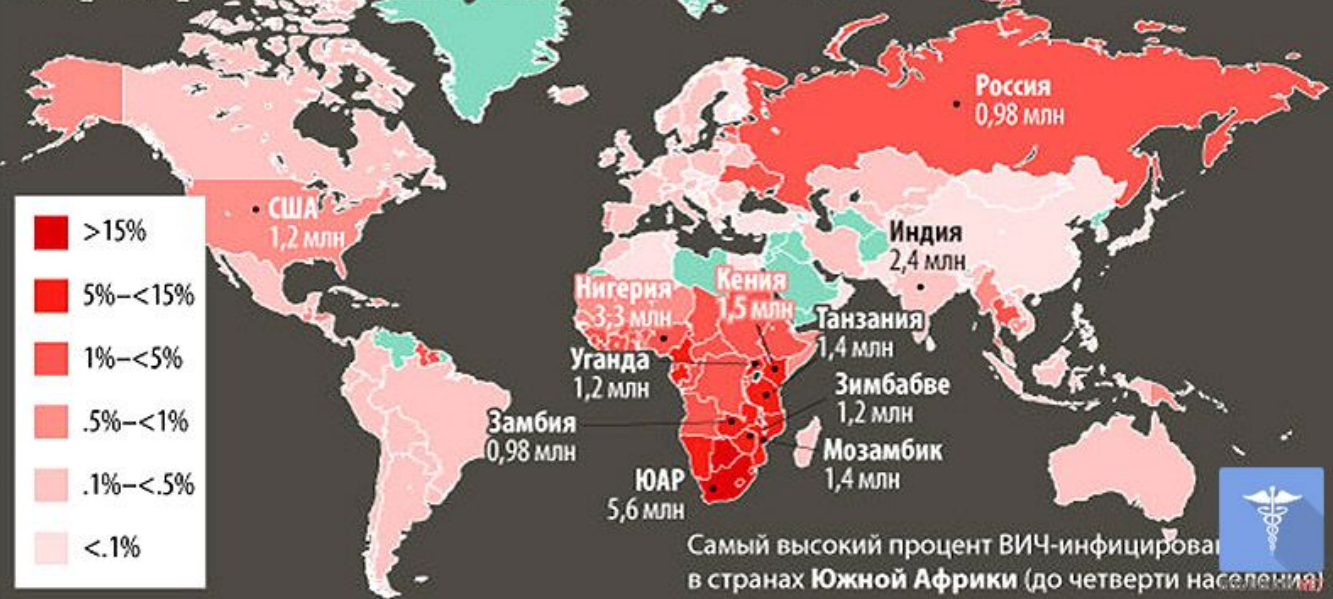 Россия
0,98 млн
США
1,2 млн
>15%
5%–<15%
1%–<5%
.5%–<1%
.1%–<.5%
<.1%
Индия
2,4 млн
Нигерия
3,3 млн
Кения
1,5 млн
Танзания
1,4 млн
Уганда
1,2 млн
Зимбабве
1,2 млн
Замбия
0,98 млн
Мозамбик
1,4 млн
ЮАР
5,6 млн
Самый высокий процент
в странах Южной Африки (до четверти населения)